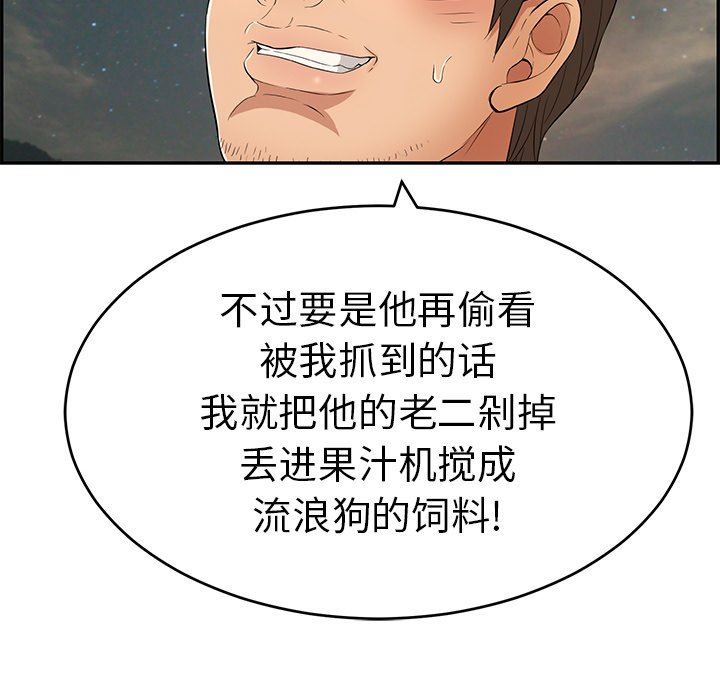 不过要是他再偷看
被我抓到的话
我就把他的老二剁掉
丢进果汁机搅成
流浪狗的饲料!